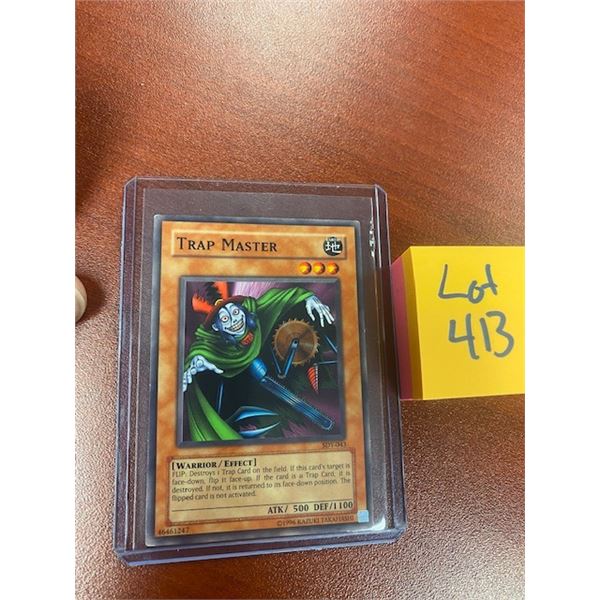 TRAP MASTER
地
SDY-043
[WARRIOR/EFFECT]
FLIP: Destroys 1 Trap Card on the field. If this card's target is
face-down, flip it face-up. If the card is a Trap Card, it is
destroyed. If not, it is returned to its face-down position. The
flipped card is not activated.
ATK/ 500 DEF/1100
46461247
©1996 KAZUKI TAKAHASHI
Lot
413